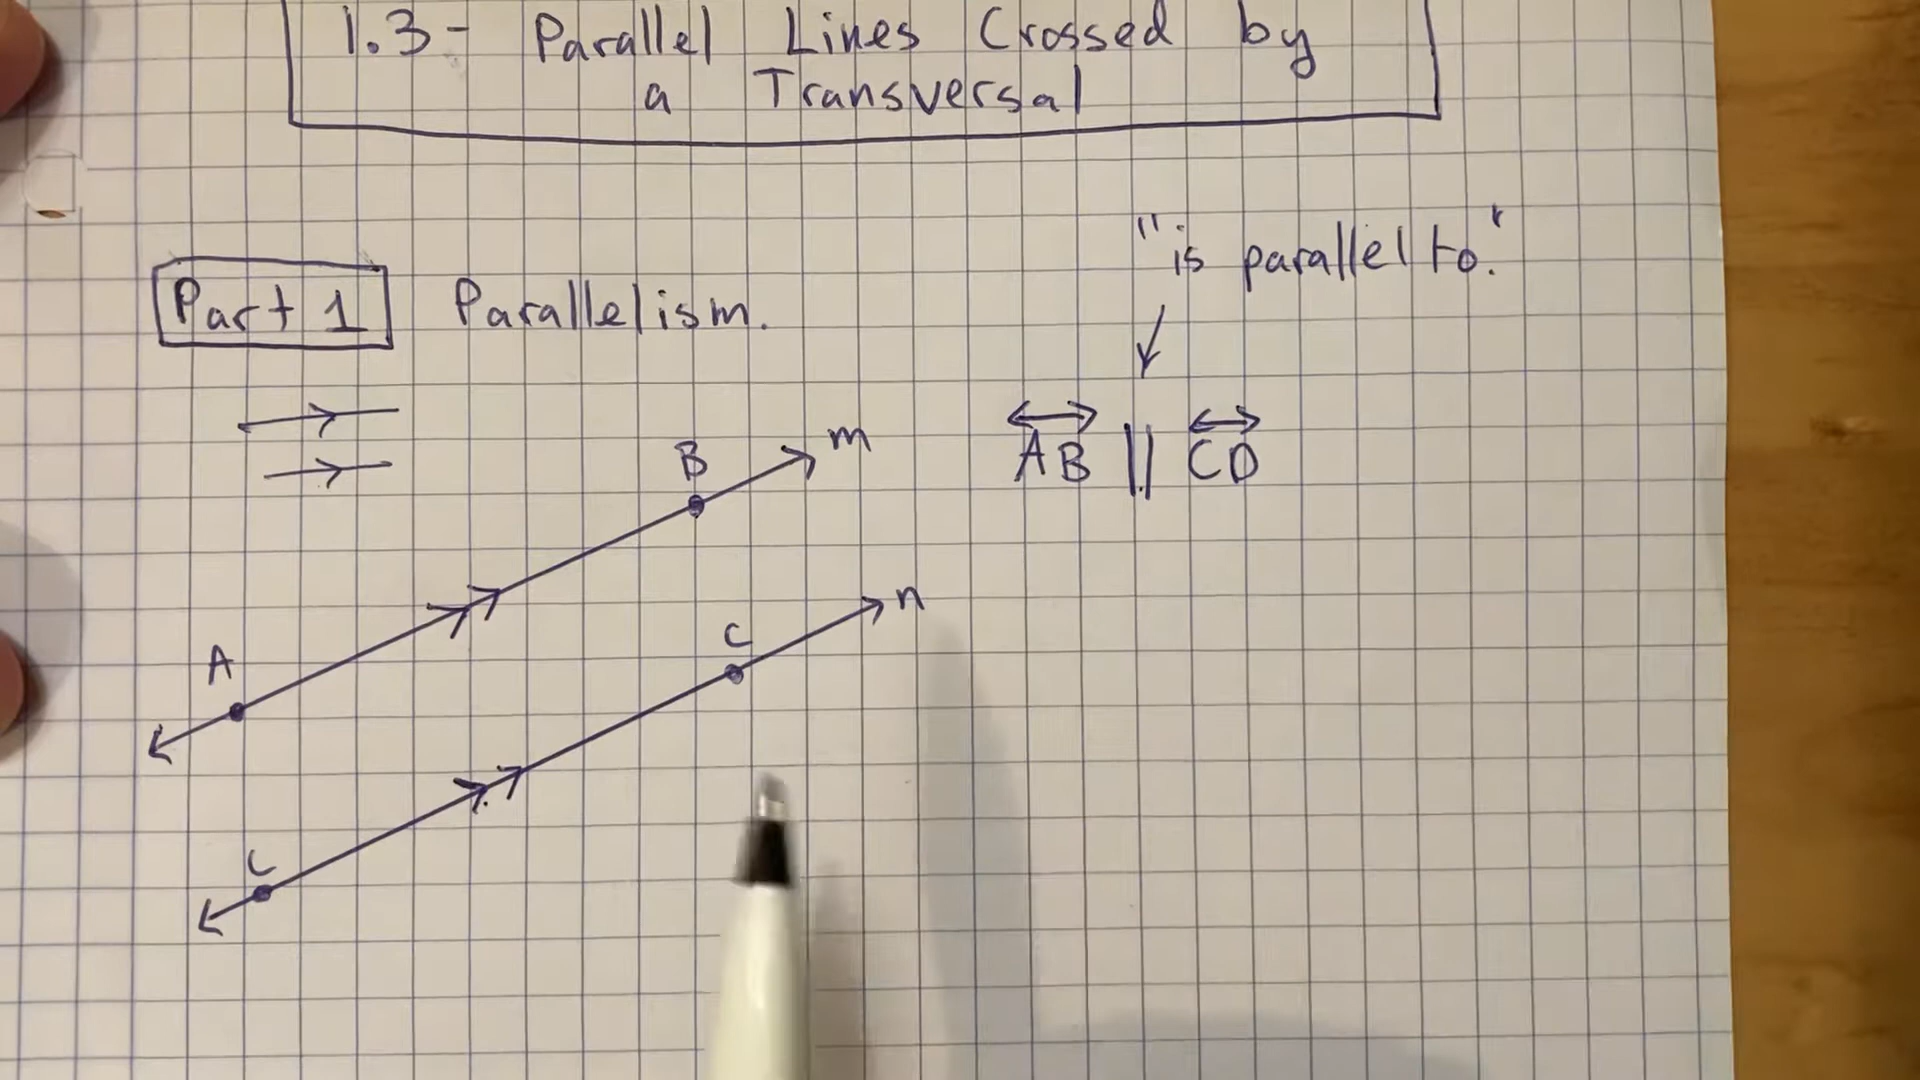 1.3 - Parallel Lines Crossed by
a Transversal
"is parallel to."
Part 1 Parallelism.
AB || CD
B m
A
C n
C